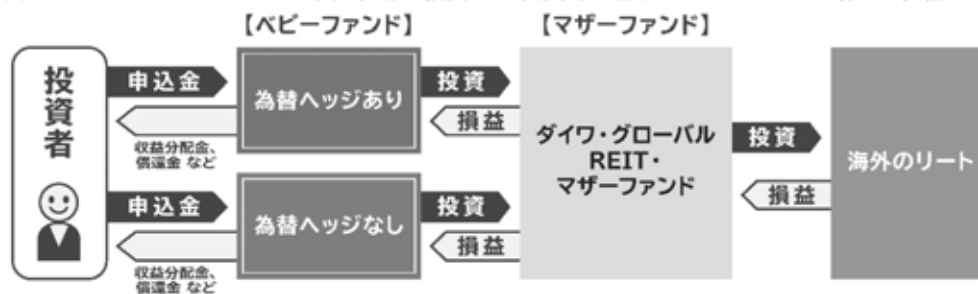 【ベビーファンド】
【マザーファンド】
投資者
申込金
収益分配金、
償還金 など
為替ヘッジあり
投資
損益
申込金
収益分配金、
償還金 など
為替ヘッジなし
投資
損益
ダイワ・グローバル
REIT・
マザーファンド
投資
損益
海外のリート